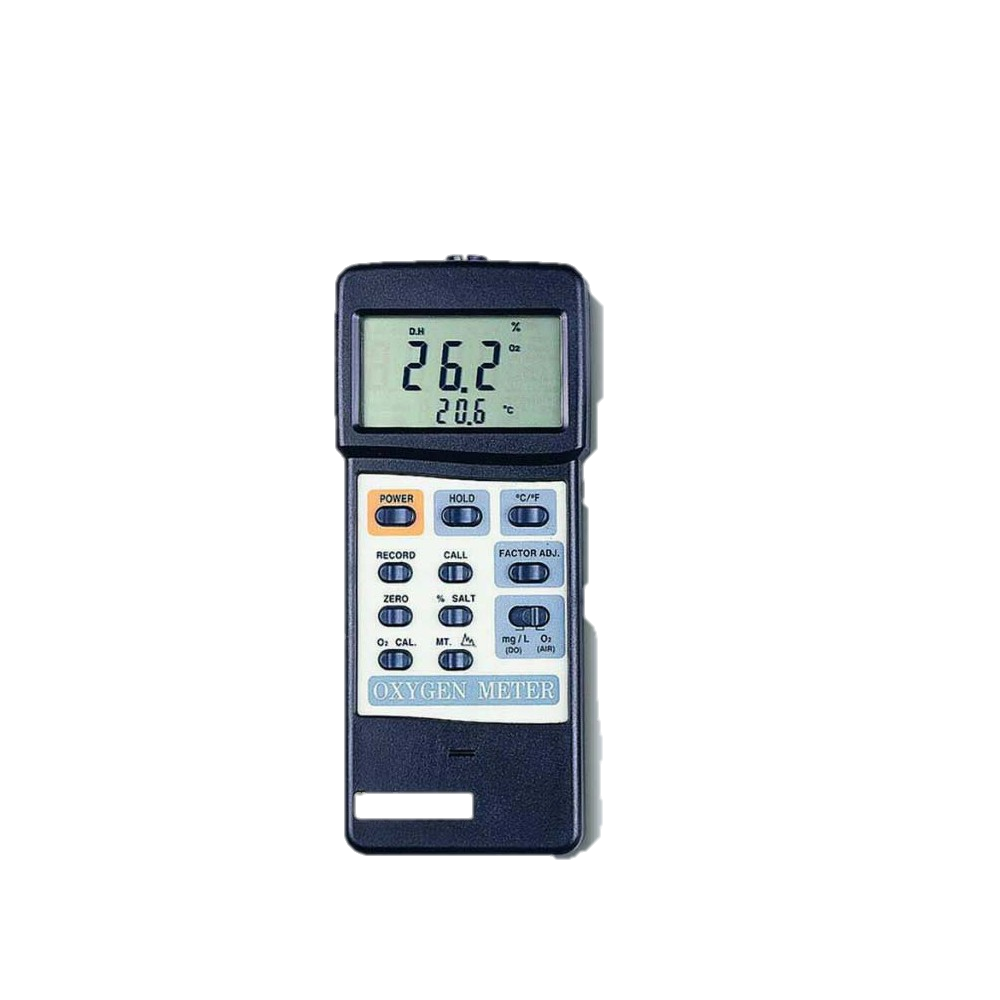 D.H %
26.2 O2
20.6 °C
POWER HOLD °C/°F
RECORD CALL FACTOR ADJ.
ZERO % SALT
mg/L O2
(DO) (AIR)
O2 CAL. MT.
OXYGEN METER